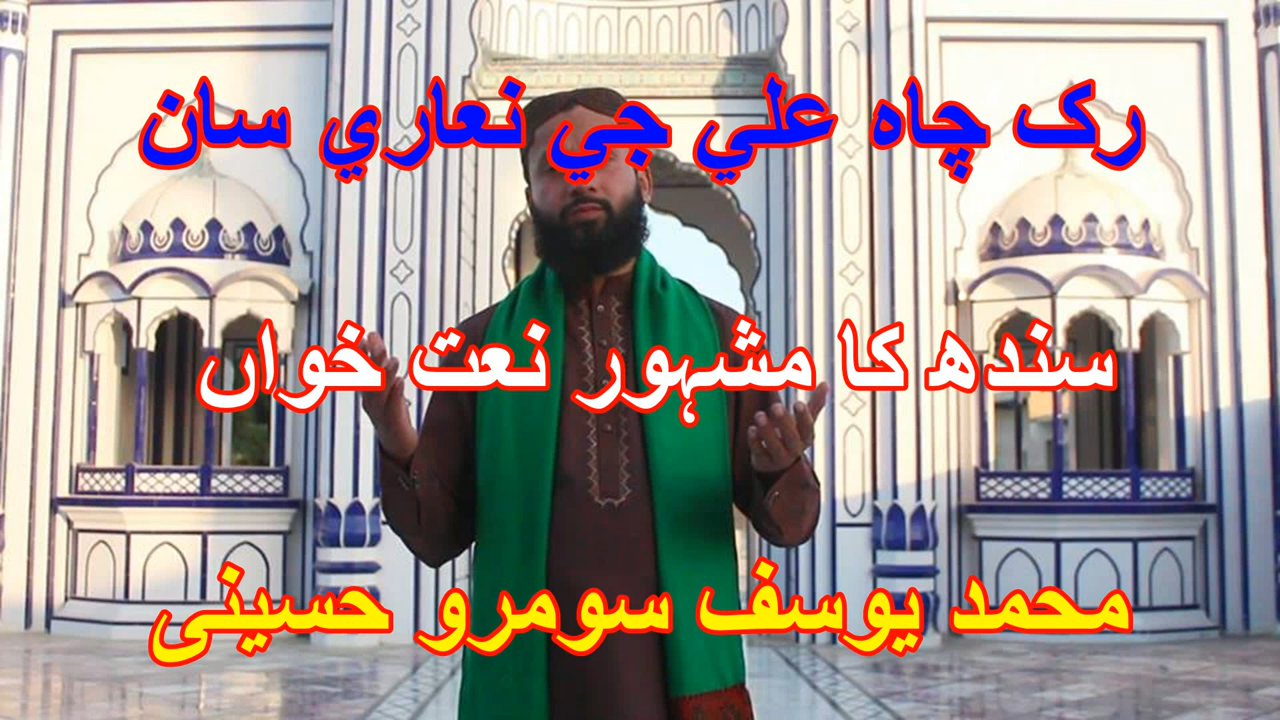 رک چاه علي جي نعاري سان
سندھ کا مشہور نعت خواں
محمد یوسف سومرو حسینی